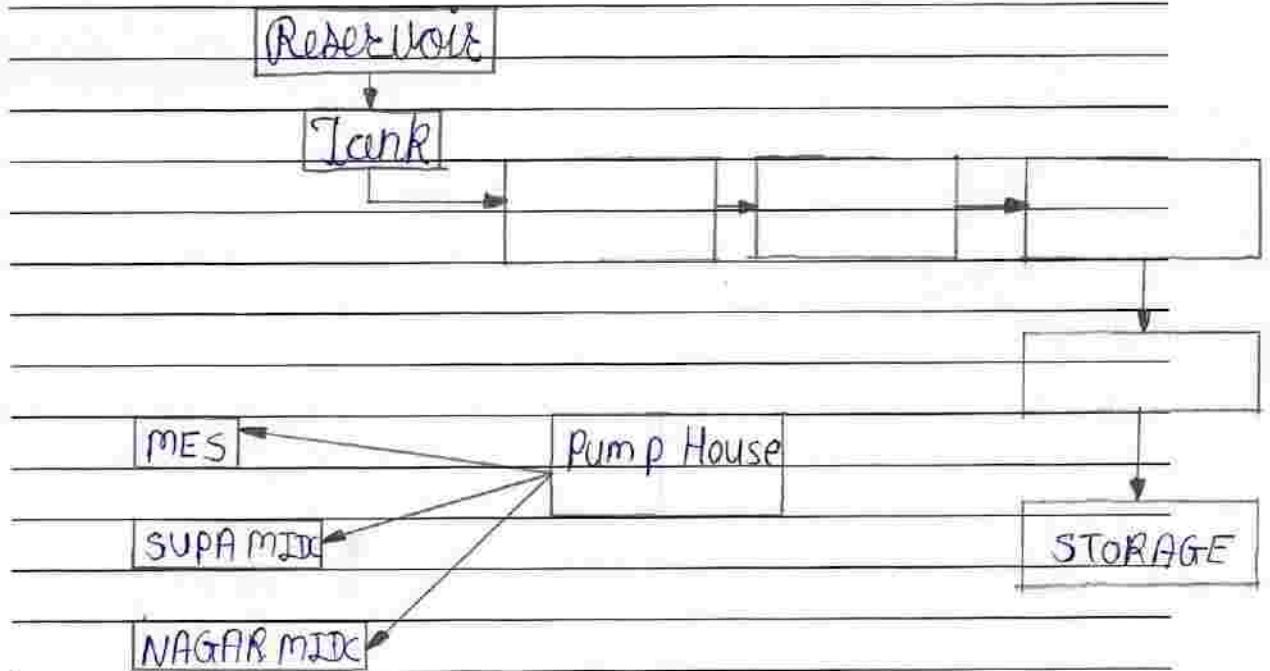 Reservoir
Tank
MES
Pump House
SUPA MIDC
STORAGE
NAGAR MIDC